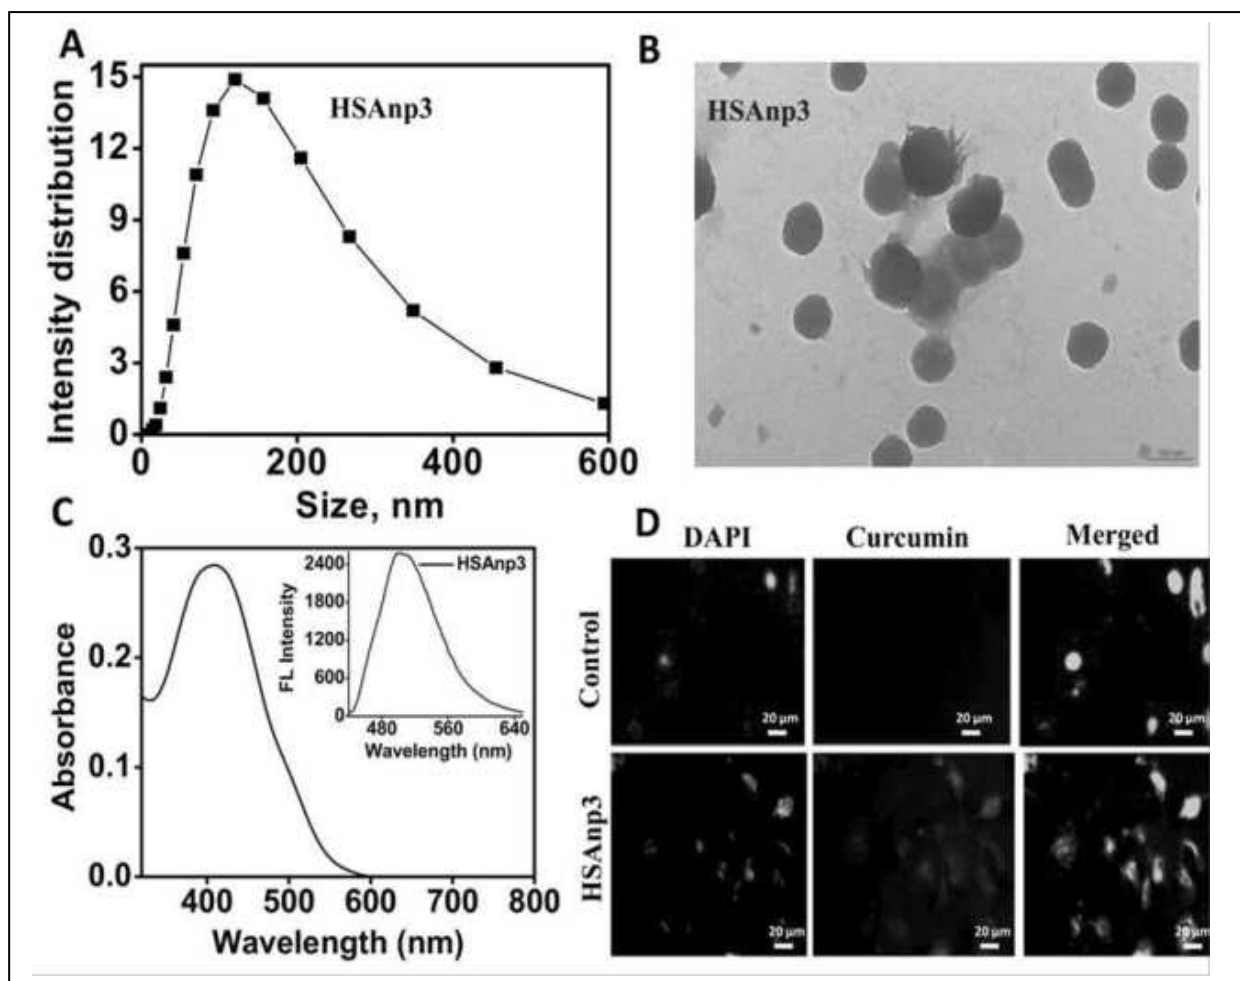 A
15
12
9
6
3
0
Intensity distribution
HSAnp3
0 200 400 600
Size, nm
B
HSAnp3
C
0.3
0.2
0.1
0.0
Absorbance
400 500 600 700 800
Wavelength (nm)
2400
1800
1200
600
0
FL Intensity
HSAnp3
480 560 640
Wavelength (nm)
D
DAPI Curcumin Merged
Control
20 µm 20 µm 20 µm
HSAnp3
20 µm 20 µm 20 µm